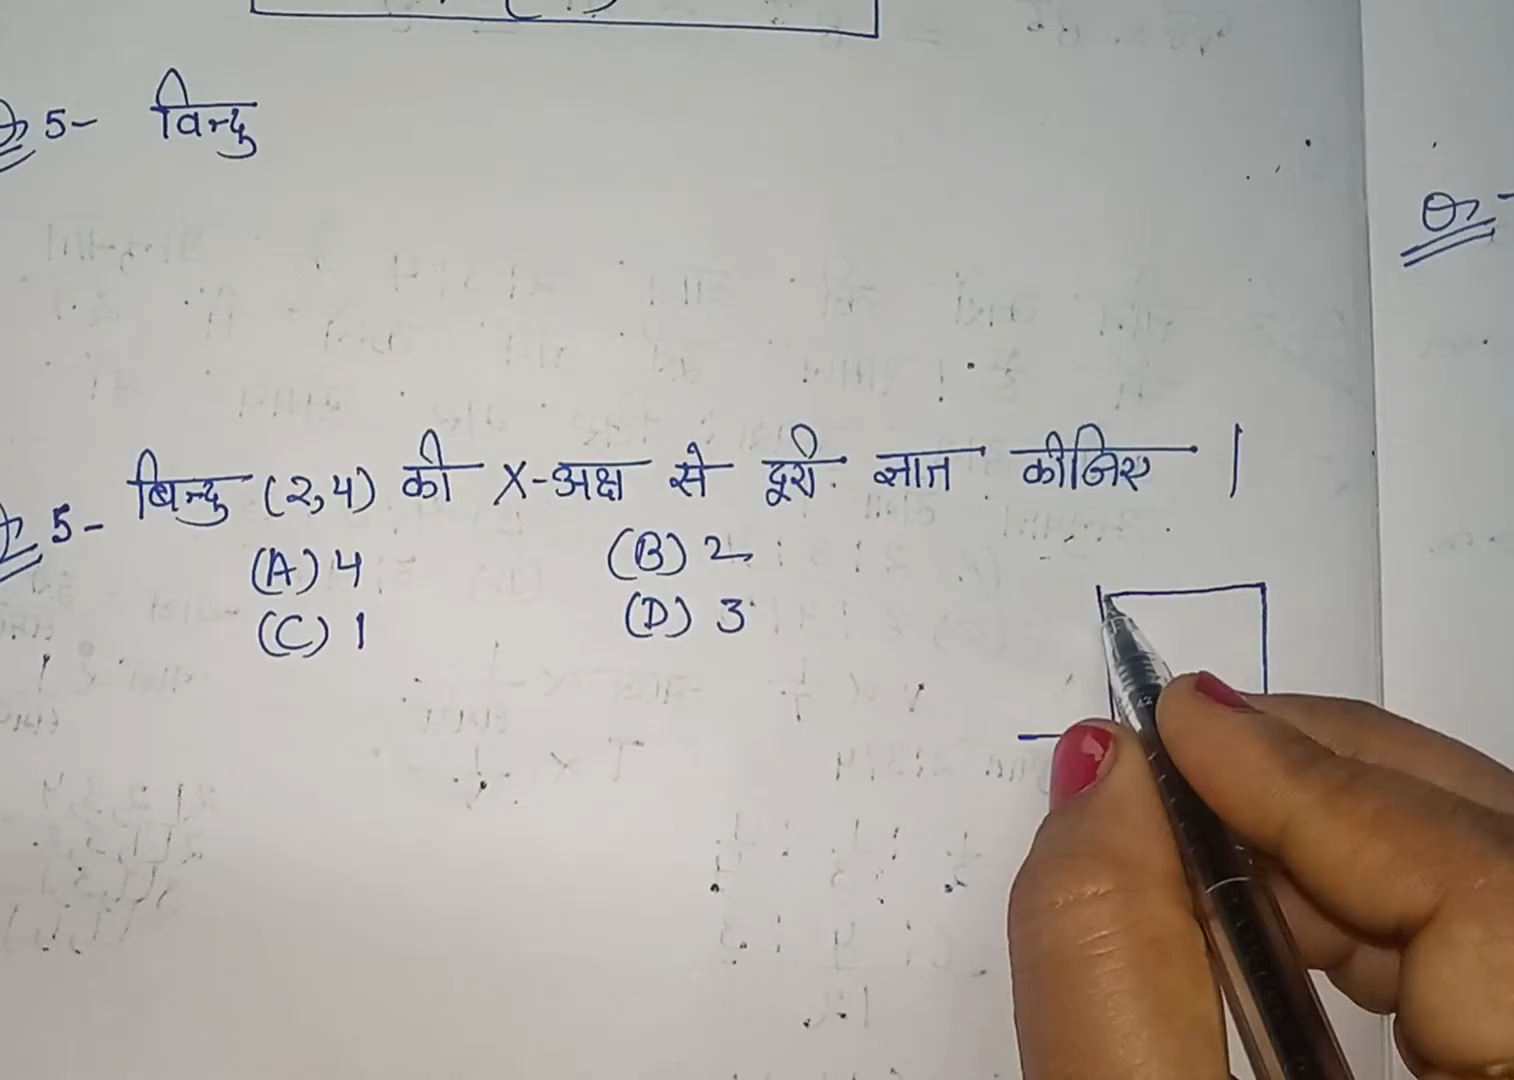 5- विन्दु
5- बिन्दु (2,4) की X-अक्ष से दूरी ज्ञात कीजिए |
(A) 4 (B) 2
(C) 1 (D) 3